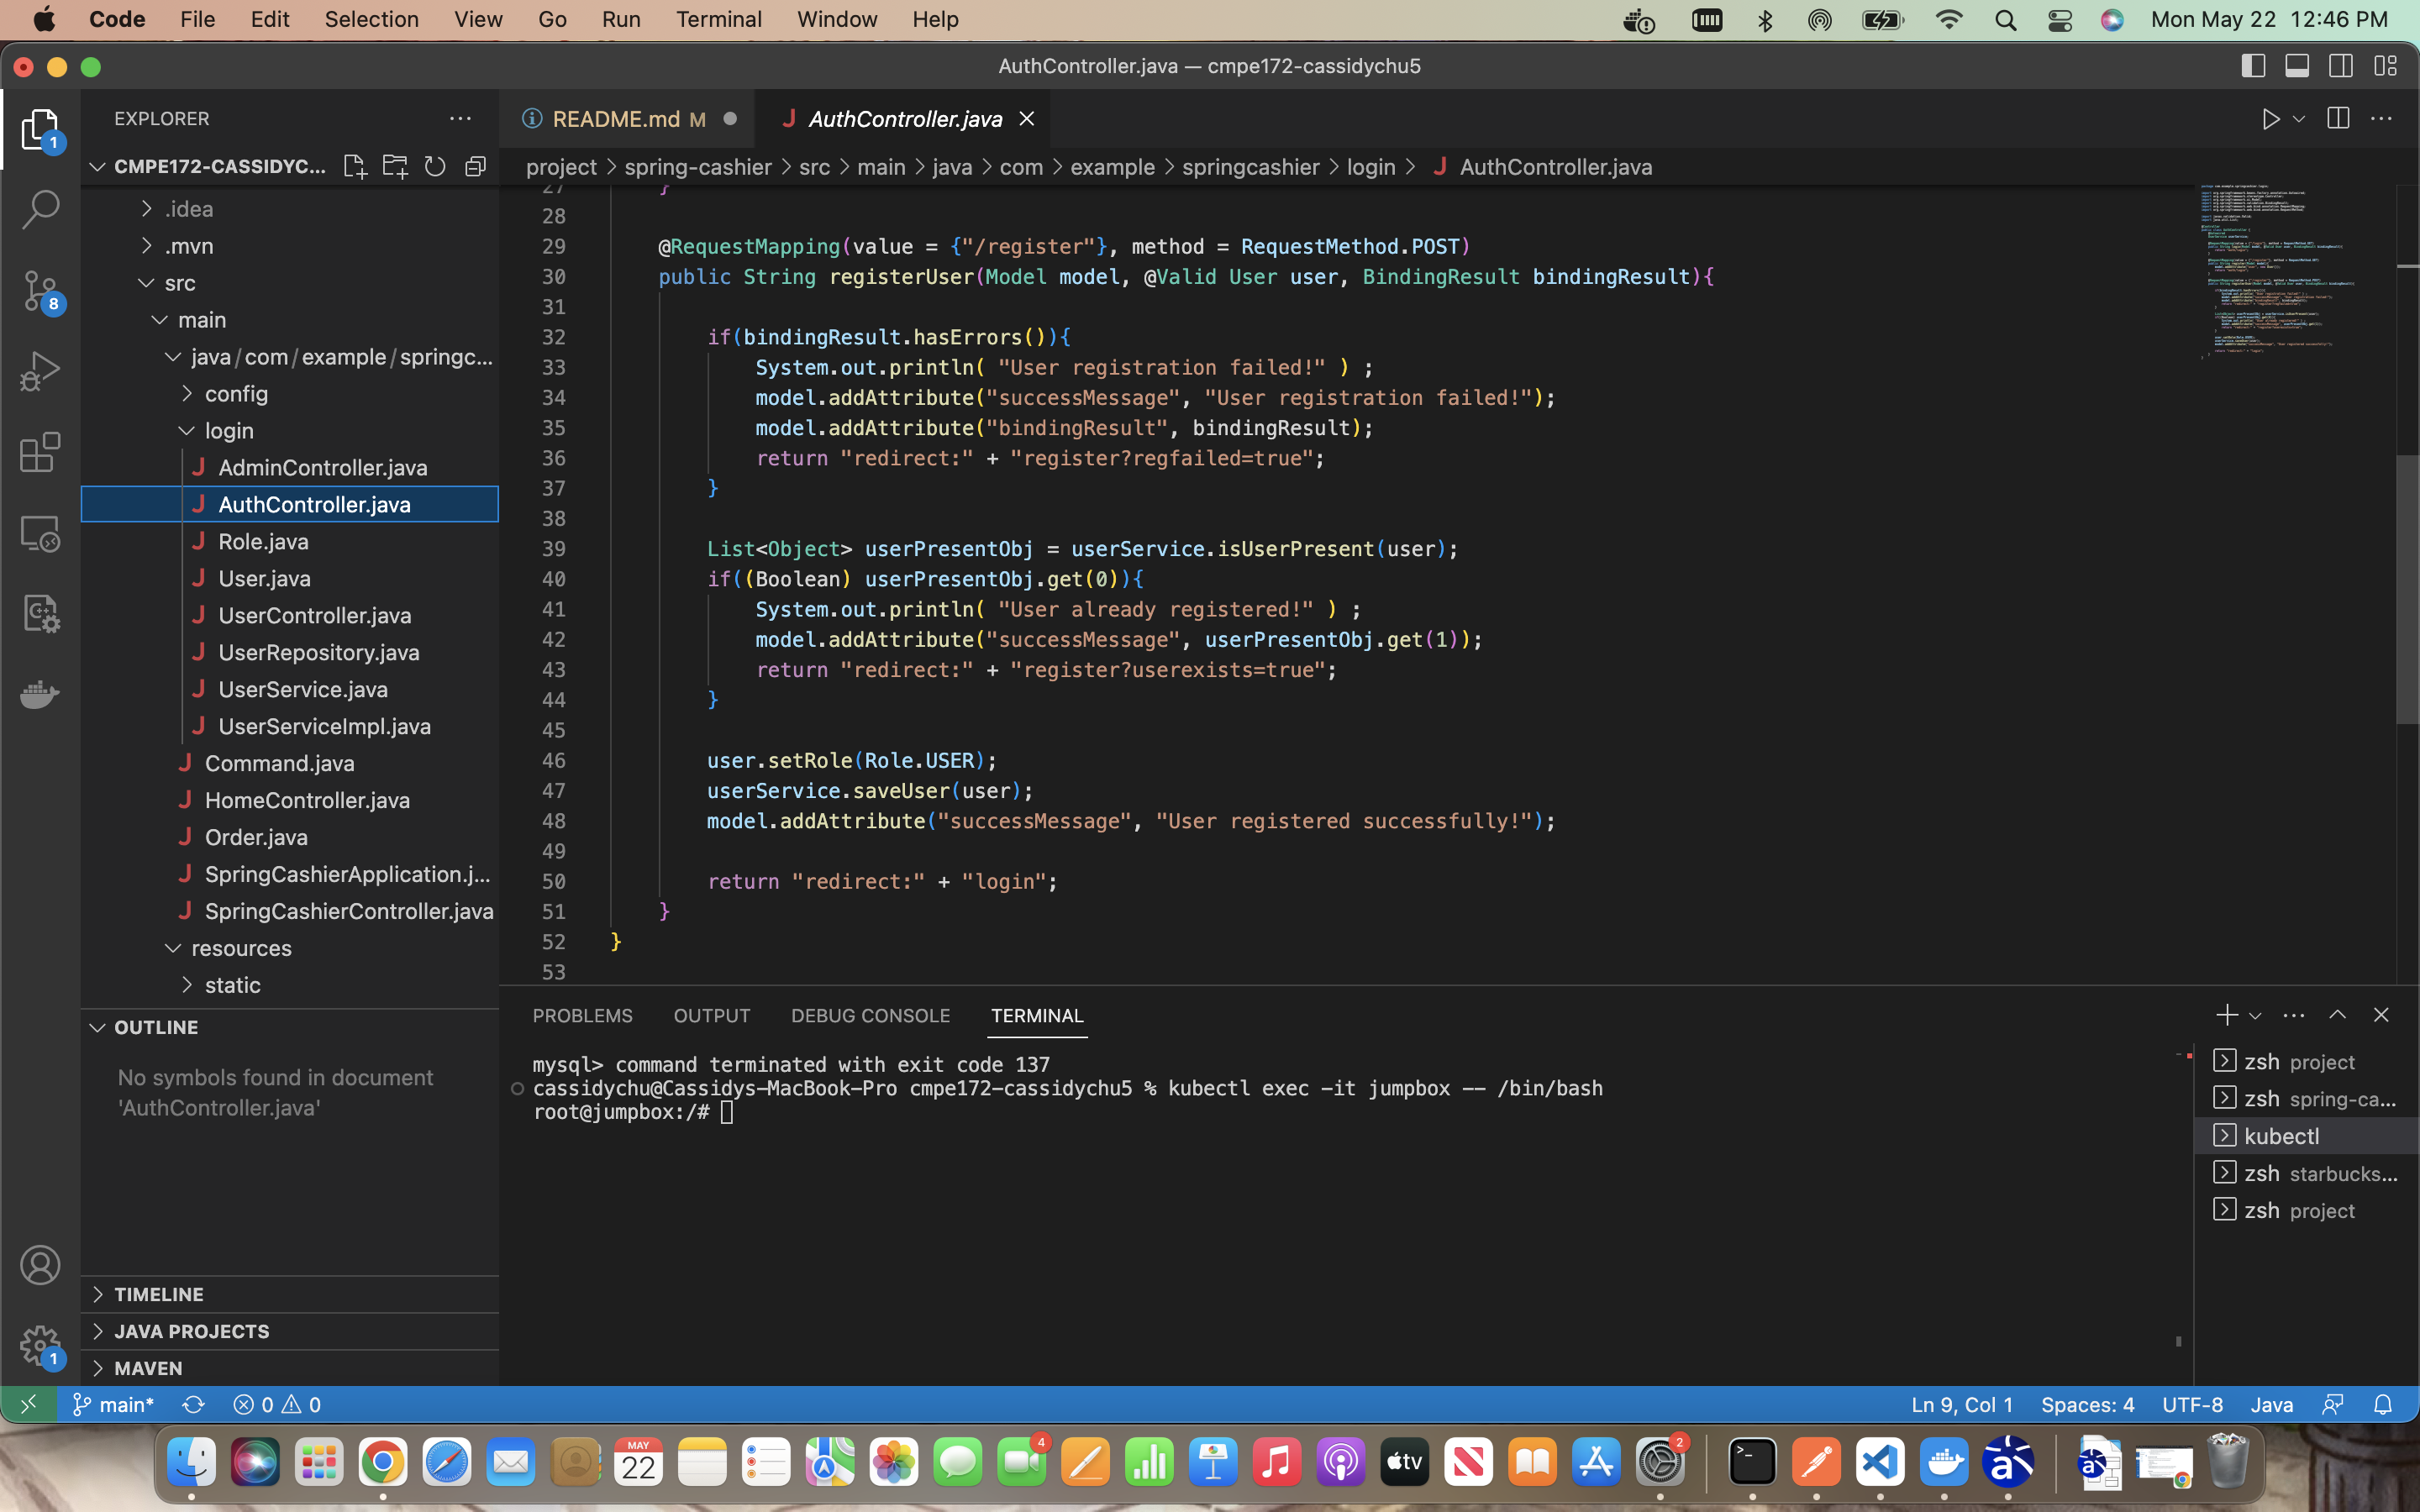 Code File Edit Selection View Go Run Terminal Window Help Mon May 22 12:46 PM
AuthController.java — cmpe172-cassidychu5
EXPLORER
README.md M
AuthController.java
CMPE172-CASSIDYC...
project > spring-cashier > src > main > java > com > example > springcashier > login > J AuthController.java
.idea
.mvn
src
main
java/com/example/springc...
config
login
J AdminController.java
J AuthController.java
J Role.java
J User.java
J UserController.java
J UserRepository.java
J UserService.java
J UserServiceImpl.java
J Command.java
J HomeController.java
J Order.java
J SpringCashierApplication.j...
J SpringCashierController.java
resources
static
OUTLINE
No symbols found in document
'AuthController.java'
TIMELINE
JAVA PROJECTS
MAVEN
27 }
28
29 @RequestMapping(value = {"/register"}, method = RequestMethod.POST)
30 public String registerUser(Model model, @Valid User user, BindingResult bindingResult){
31
32 if(bindingResult.hasErrors()){
33 System.out.println( "User registration failed!" ) ;
34 model.addAttribute("successMessage", "User registration failed!");
35 model.addAttribute("bindingResult", bindingResult);
36 return "redirect:" + "register?regfailed=true";
37 }
38
39 List<Object> userPresentObj = userService.isUserPresent(user);
40 if((Boolean) userPresentObj.get(0)){
41 System.out.println( "User already registered!" ) ;
42 model.addAttribute("successMessage", userPresentObj.get(1));
43 return "redirect:" + "register?userexists=true";
44 }
45
46 user.setRole(Role.USER);
47 userService.saveUser(user);
48 model.addAttribute("successMessage", "User registered successfully!");
49
50 return "redirect:" + "login";
51 }
52 }
53
PROBLEMS OUTPUT DEBUG CONSOLE TERMINAL
mysql> command terminated with exit code 137
cassidychu@Cassidys-MacBook-Pro cmpe172-cassidychu5 % kubectl exec -it jumpbox -- /bin/bash
root@jumpbox:/#
zsh project
zsh spring-ca...
kubectl
zsh starbucks...
zsh project
1
8
1
main* 0 0 Ln 9, Col 1 Spaces: 4 UTF-8 Java
MAY
22
4
tv
2